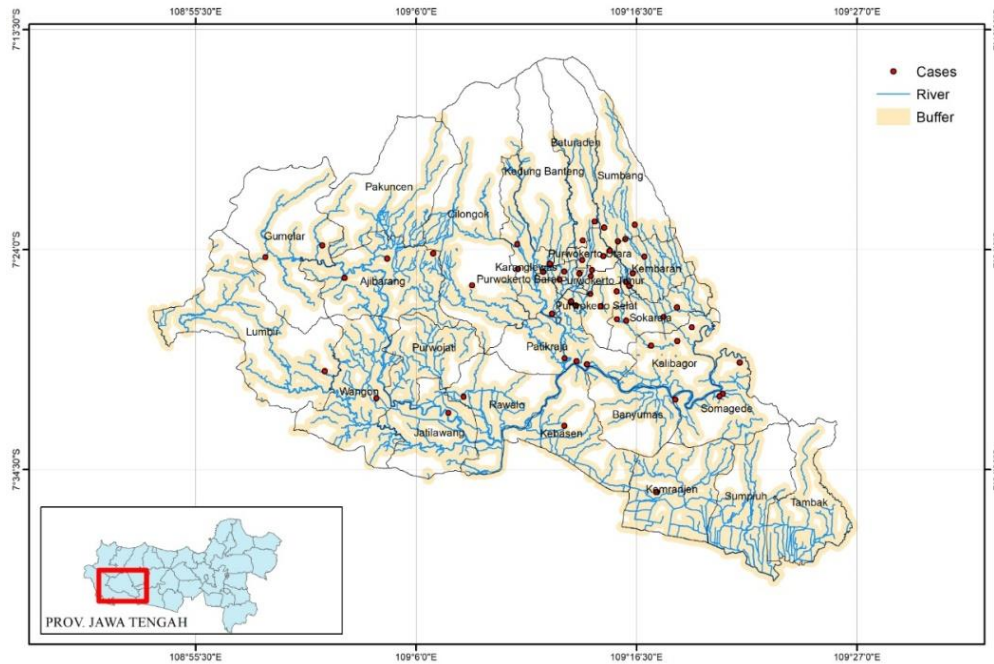 108°55'30"E 109°6'0"E 109°16'30"E 109°27'0"E
7°13'30"S
Cases
River
Buffer
Baturaden
Kedung Banteng
Sumbang
Pakuncen
Cilongok
Gumelar
7°24'0"S
Purwokerto Utara
Karanglewas
Kembaran
Purwokerto Barat
Purwokerto Timur
Ajibarang
Purwokerto Selat
Sokaraja
Lumbir
Purwojati
Patikraja
Kalibagor
Wangon
Rawalo
Banyumas
Somagede
Jatilawang
Kebasen
7°34'30"S
Kemranjen
Sumpiuh
Tambak
PROV. JAWA TENGAH
108°55'30"E 109°6'0"E 109°16'30"E 109°27'0"E